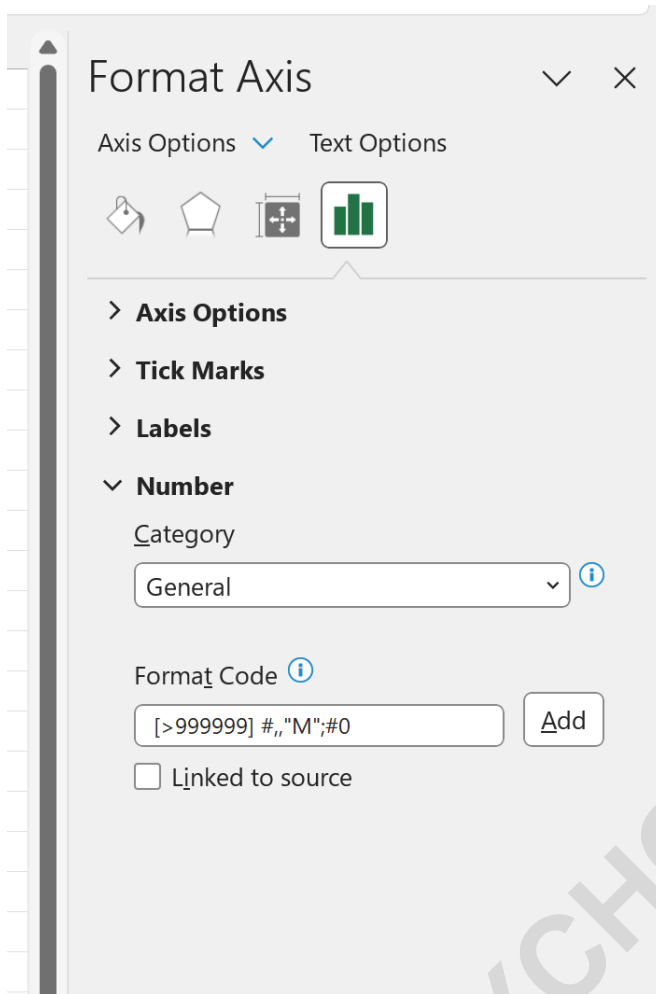 Format Axis
Axis Options Text Options
Axis Options
Tick Marks
Labels
Number
Category
General
Format Code
[>999999] #,,"M";#0
Add
Linked to source
YCHO